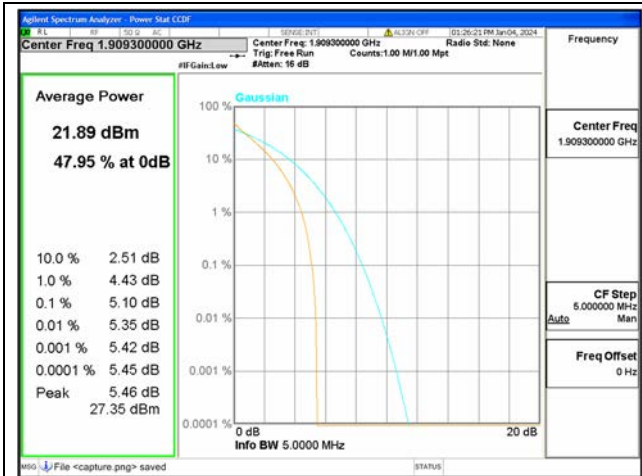 Agilent Spectrum Analyzer - Power Stat CCDF
RL RF 50 Ω AC SENSE:INT ALIGN OFF 01:26:21 PM Jan 04, 2024
Center Freq 1.909300000 GHz
Center Freq: 1.909300000 GHz Radio Std: None
Trig: Free Run Counts:1.00 M/1.00 Mpt
#IFGain:Low #Atten: 16 dB
Frequency
Average Power
21.89 dBm
47.95 % at 0dB
10.0 % 2.51 dB
1.0 % 4.43 dB
0.1 % 5.10 dB
0.01 % 5.35 dB
0.001 % 5.42 dB
0.0001 % 5.45 dB
Peak 5.46 dB
27.35 dBm
Gaussian
100 %
10 %
1 %
0.1 %
0.01 %
0.001 %
0.0001 %
0 dB 20 dB
Info BW 5.0000 MHz
Center Freq
1.909300000 GHz
CF Step
5.000000 MHz
Auto Man
Freq Offset
0 Hz
MSG File <capture.png> saved STATUS